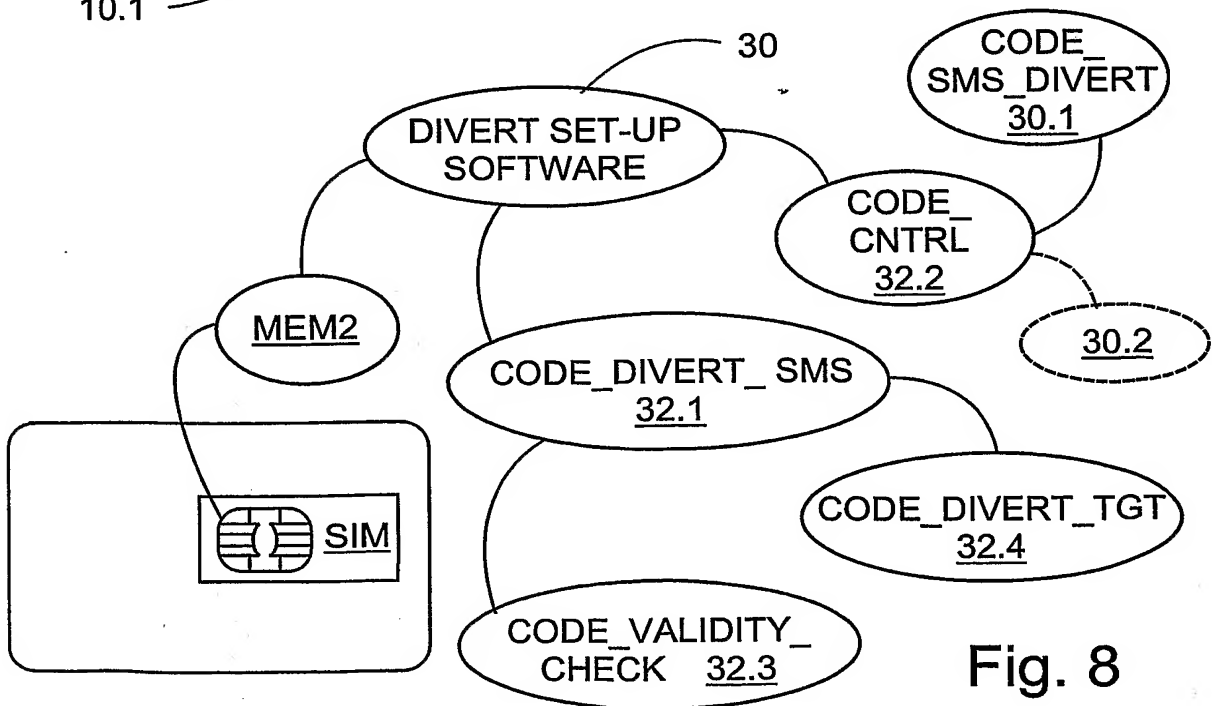 10.1
30
CODE_
SMS_DIVERT
30.1
DIVERT SET-UP
SOFTWARE
CODE_
CNTRL
32.2
MEM2
30.2
CODE_DIVERT_ SMS
32.1
SIM
CODE_DIVERT_TGT
32.4
CODE_VALIDITY_
CHECK 32.3
Fig. 8